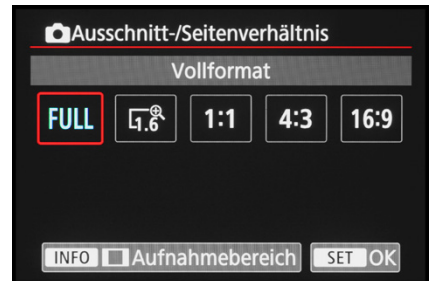 Ausschnitt-/Seitenverhältnis
Vollformat
FULL 1.6 1:1 4:3 16:9
INFO Aufnahmebereich SET OK